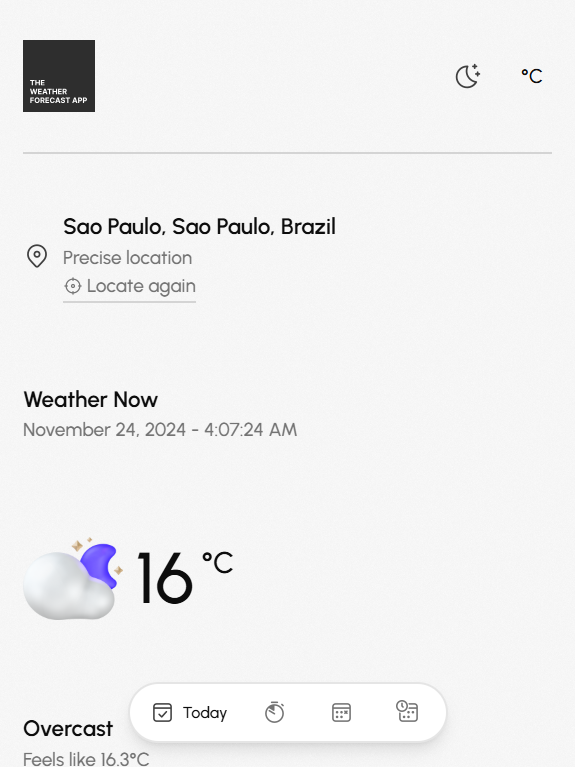 THE
WEATHER
FORECAST APP
°C
Sao Paulo, Sao Paulo, Brazil
Precise location
Locate again
Weather Now
November 24, 2024 - 4:07:24 AM
16 °C
Today
Overcast
Feels like 16.3°C